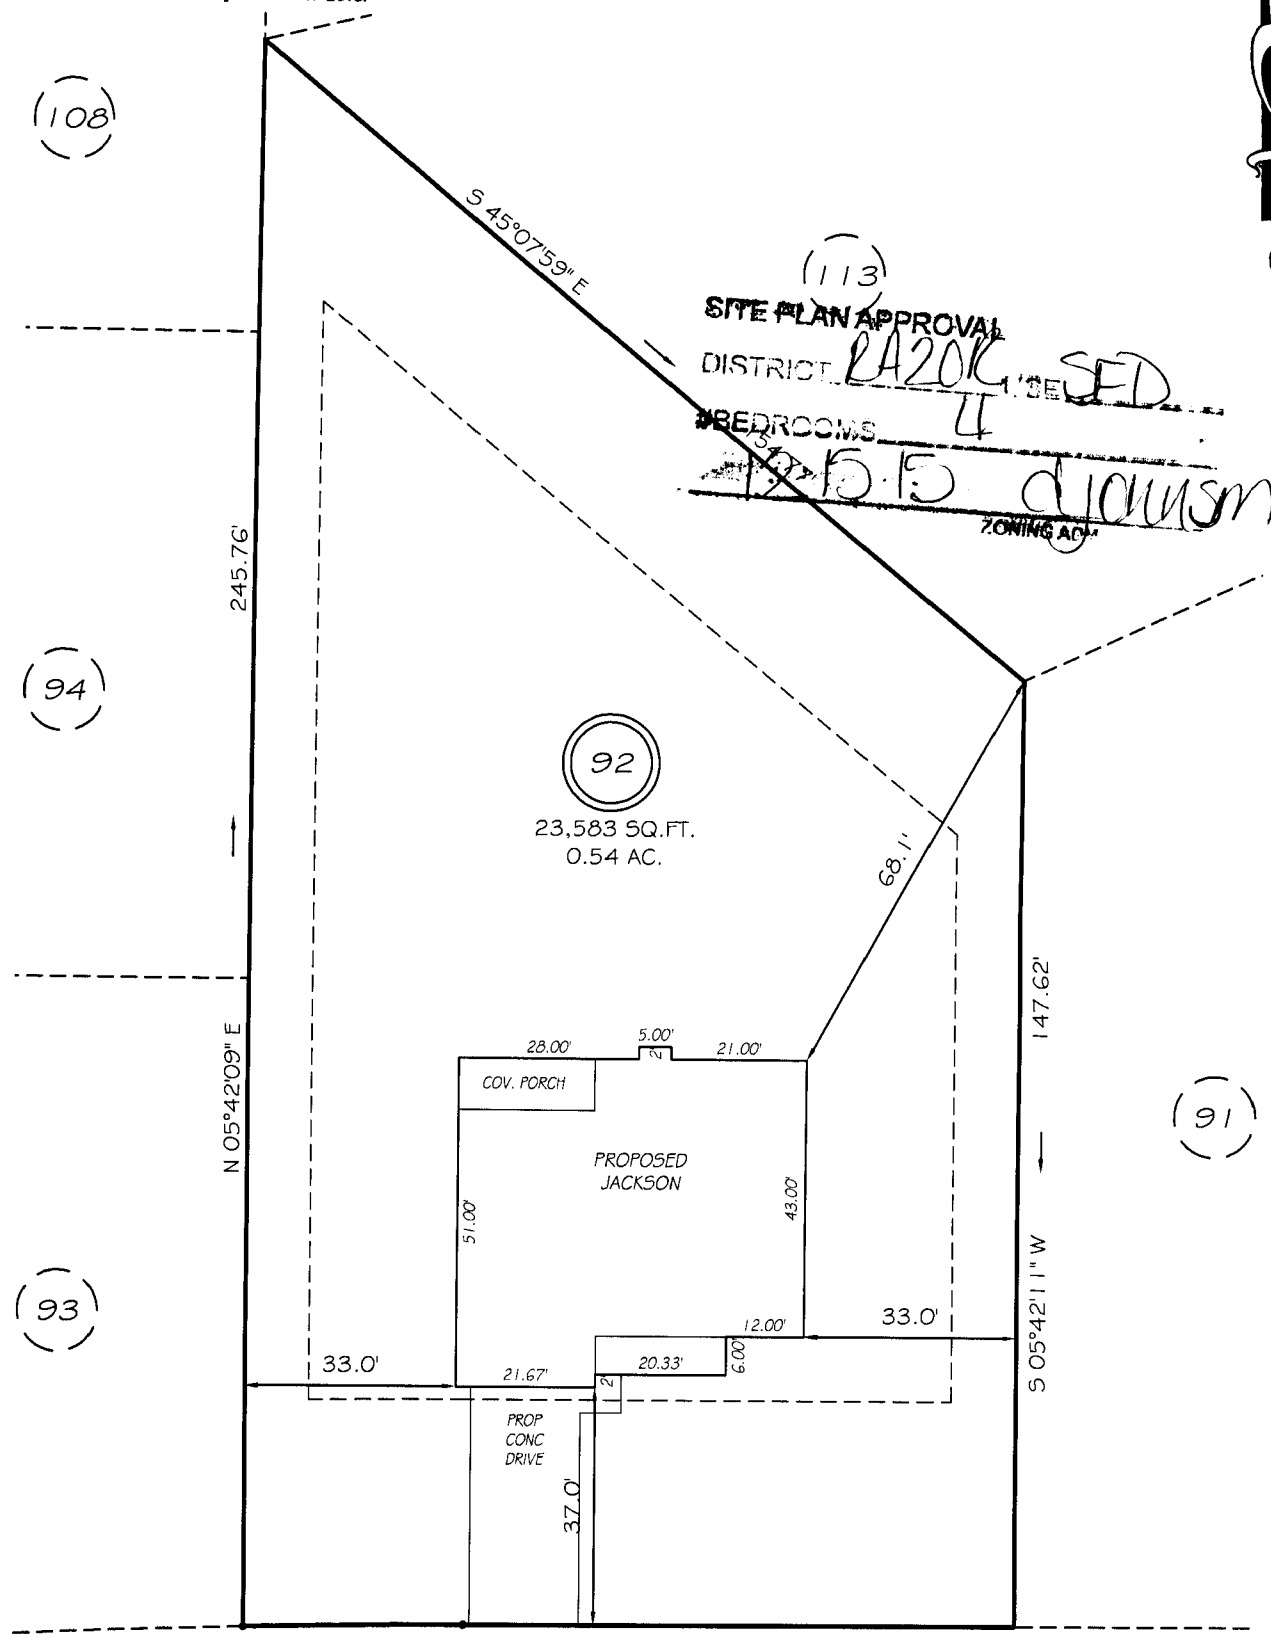 108
S 45°07'59" E
113
SITE PLAN APPROVAL
DISTRICT RA20R USE SFD
#BEDROOMS 4
15.15
ZONING ADM
245.76'
94
92
23,583 SQ.FT.
0.54 AC.
68.1'
147.62'
N 05°42'09" E
28.00' 5.00' 2' 21.00'
COV. PORCH
91
PROPOSED
JACKSON
51.00' 43.00'
S 05°42'11" W
93
33.0' 21.67' 2' 20.33' 6.00' 12.00' 33.0'
PROP
CONC
DRIVE
37.0'